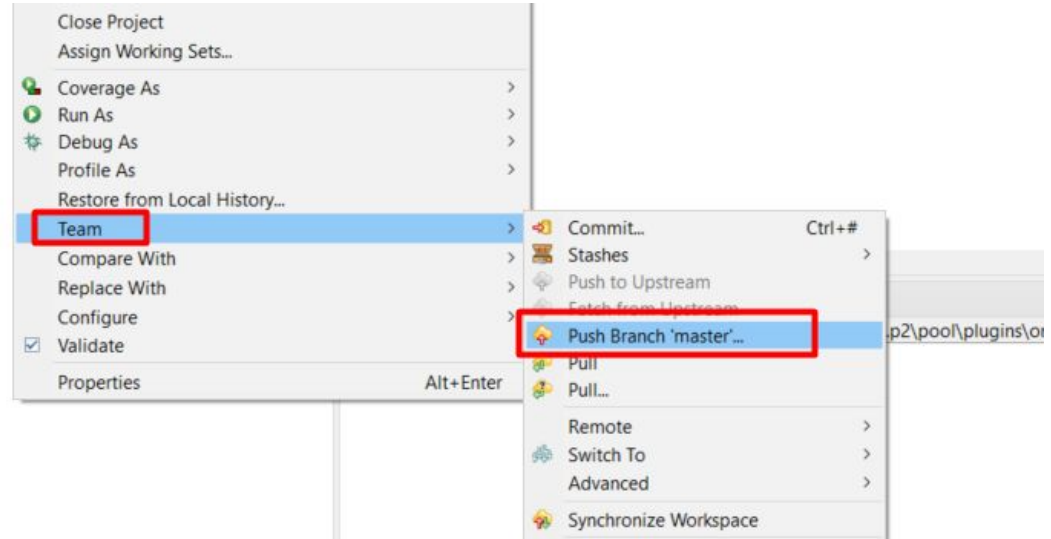 Close Project
Assign Working Sets...
Coverage As
Run As
Debug As
Profile As
Restore from Local History...
Team
Compare With
Replace With
Configure
Validate
Properties Alt+Enter
Commit... Ctrl+#
Stashes
Push to Upstream
Fetch from Upstream
Push Branch 'master'...
Pull
Pull...
Remote
Switch To
Advanced
Synchronize Workspace
.p2\pool\plugins\or